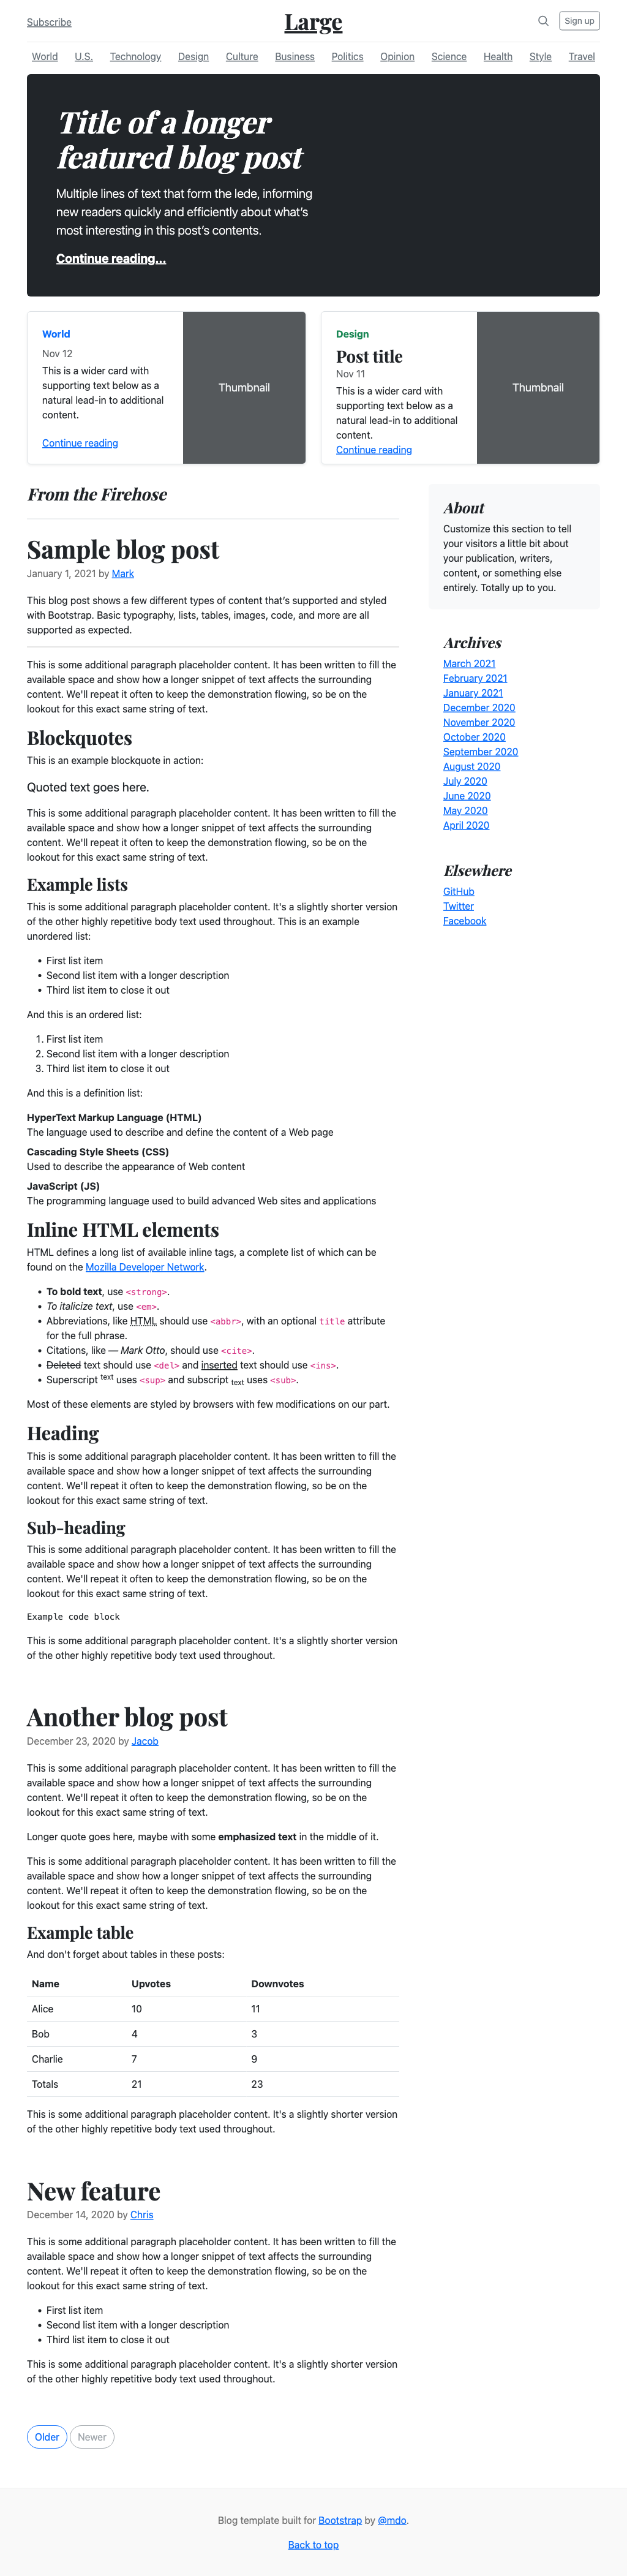 Subscribe
Large
Sign up
World U.S. Technology Design Culture Business Politics Opinion Science Health Style Travel
Title of a longer
featured blog post
Multiple lines of text that form the lede, informing
new readers quickly and efficiently about what's
most interesting in this post's contents.
Continue reading...
World
Nov 12
This is a wider card with
supporting text below as a
natural lead-in to additional
content.
Continue reading
Thumbnail
Design
Post title
Nov 11
This is a wider card with
supporting text below as a
natural lead-in to additional
content.
Continue reading
Thumbnail
From the Firehose
Sample blog post
January 1, 2021 by Mark
This blog post shows a few different types of content that's supported and styled
with Bootstrap. Basic typography, lists, tables, images, code, and more are all
supported as expected.
This is some additional paragraph placeholder content. It has been written to fill the
available space and show how a longer snippet of text affects the surrounding
content. We'll repeat it often to keep the demonstration flowing, so be on the
lookout for this exact same string of text.
Blockquotes
This is an example blockquote in action:
Quoted text goes here.
This is some additional paragraph placeholder content. It has been written to fill the
available space and show how a longer snippet of text affects the surrounding
content. We'll repeat it often to keep the demonstration flowing, so be on the
lookout for this exact same string of text.
Example lists
This is some additional paragraph placeholder content. It's a slightly shorter version
of the other highly repetitive body text used throughout. This is an example
unordered list:
• First list item
• Second list item with a longer description
• Third list item to close it out
And this is an ordered list:
1. First list item
2. Second list item with a longer description
3. Third list item to close it out
And this is a definition list:
HyperText Markup Language (HTML)
The language used to describe and define the content of a Web page
Cascading Style Sheets (CSS)
Used to describe the appearance of Web content
JavaScript (JS)
The programming language used to build advanced Web sites and applications
Inline HTML elements
HTML defines a long list of available inline tags, a complete list of which can be
found on the Mozilla Developer Network.
• To bold text, use <strong>.
• To italicize text, use <em>.
• Abbreviations, like HTML should use <abbr>, with an optional title attribute
for the full phrase.
• Citations, like — Mark Otto, should use <cite>.
• Deleted text should use <del> and inserted text should use <ins>.
• Superscript text uses <sup> and subscript text uses <sub>.
Most of these elements are styled by browsers with few modifications on our part.
Heading
This is some additional paragraph placeholder content. It has been written to fill the
available space and show how a longer snippet of text affects the surrounding
content. We'll repeat it often to keep the demonstration flowing, so be on the
lookout for this exact same string of text.
Sub-heading
This is some additional paragraph placeholder content. It has been written to fill the
available space and show how a longer snippet of text affects the surrounding
content. We'll repeat it often to keep the demonstration flowing, so be on the
lookout for this exact same string of text.
Example code block
This is some additional paragraph placeholder content. It's a slightly shorter version
of the other highly repetitive body text used throughout.
Another blog post
December 23, 2020 by Jacob
This is some additional paragraph placeholder content. It has been written to fill the
available space and show how a longer snippet of text affects the surrounding
content. We'll repeat it often to keep the demonstration flowing, so be on the
lookout for this exact same string of text.
Longer quote goes here, maybe with some emphasized text in the middle of it.
This is some additional paragraph placeholder content. It has been written to fill the
available space and show how a longer snippet of text affects the surrounding
content. We'll repeat it often to keep the demonstration flowing, so be on the
lookout for this exact same string of text.
Example table
And don't forget about tables in these posts:
Name Upvotes Downvotes
Alice 10 11
Bob 4 3
Charlie 7 9
Totals 21 23
This is some additional paragraph placeholder content. It's a slightly shorter version
of the other highly repetitive body text used throughout.
New feature
December 14, 2020 by Chris
This is some additional paragraph placeholder content. It has been written to fill the
available space and show how a longer snippet of text affects the surrounding
content. We'll repeat it often to keep the demonstration flowing, so be on the
lookout for this exact same string of text.
• First list item
• Second list item with a longer description
• Third list item to close it out
This is some additional paragraph placeholder content. It's a slightly shorter version
of the other highly repetitive body text used throughout.
Older Newer
About
Customize this section to tell
your visitors a little bit about
your publication, writers,
content, or something else
entirely. Totally up to you.
Archives
March 2021
February 2021
January 2021
December 2020
November 2020
October 2020
September 2020
August 2020
July 2020
June 2020
May 2020
April 2020
Elsewhere
GitHub
Twitter
Facebook
Blog template built for Bootstrap by @mdo.
Back to top